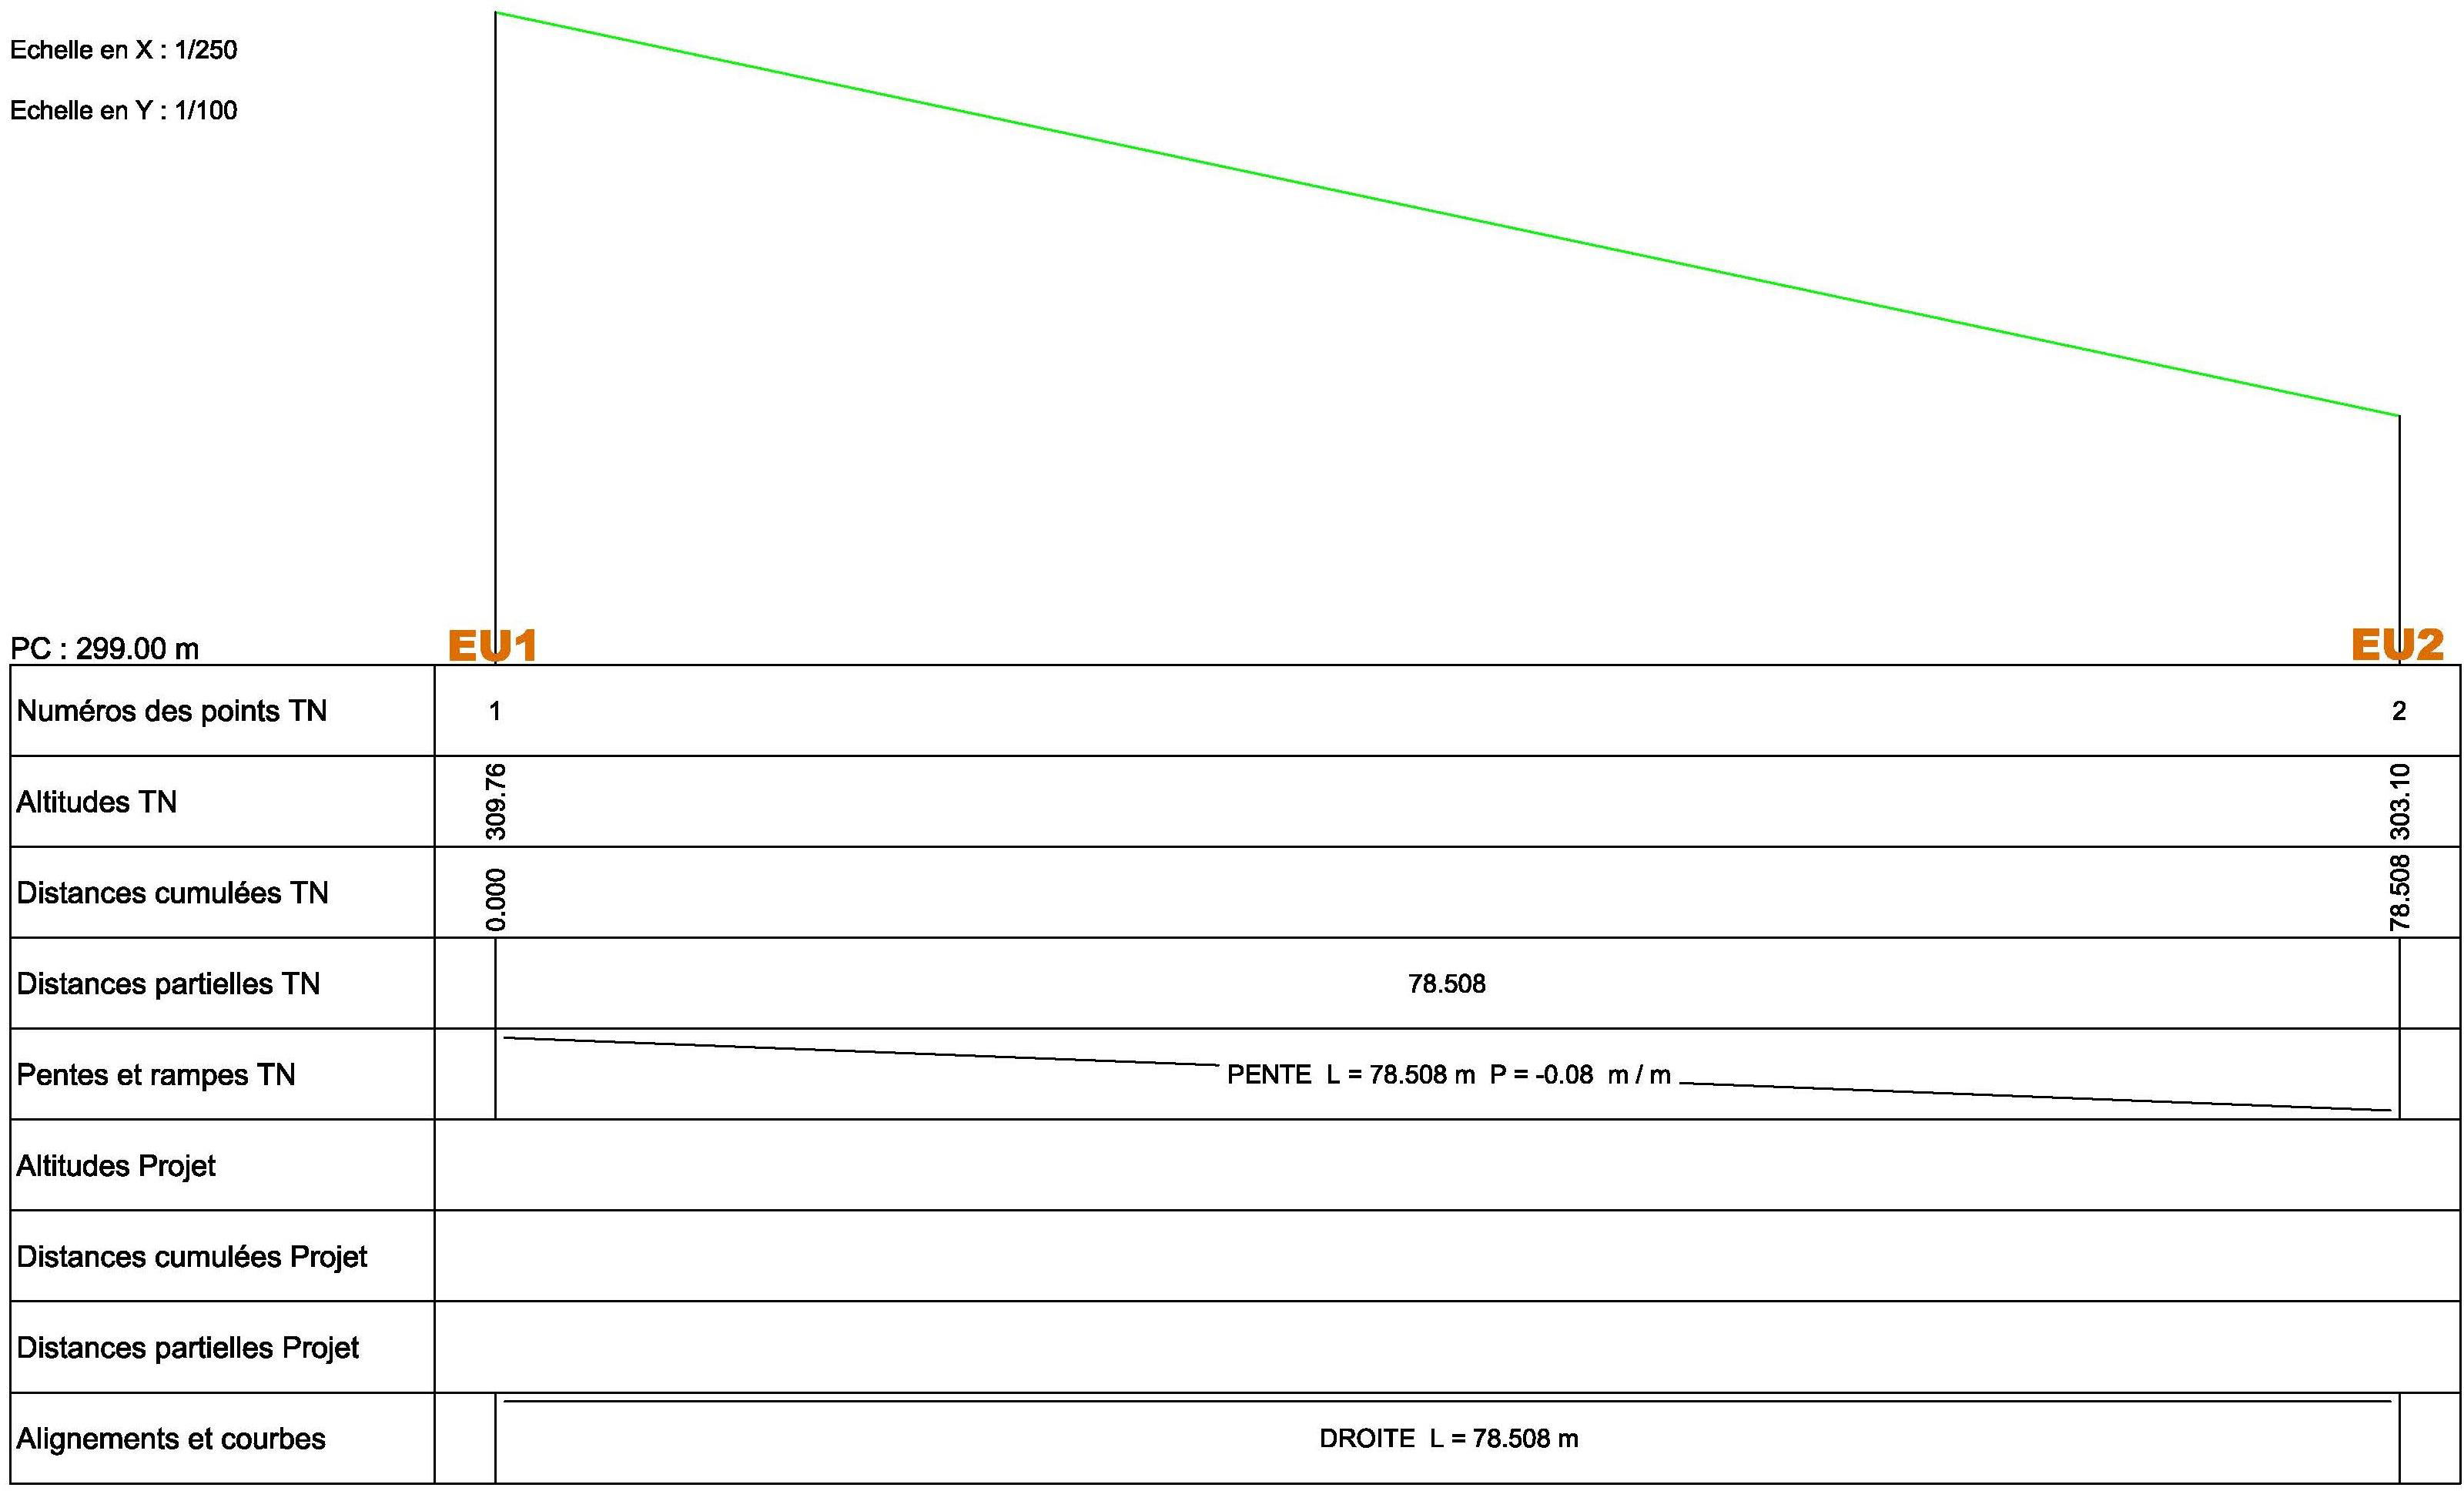 Echelle en X : 1/250
Echelle en Y : 1/100
PC : 299.00 m
EU1
EU2
Numéros des points TN
1
2
Altitudes TN
309.76
303.10
Distances cumulées TN
0.000
78.508
Distances partielles TN
78.508
Pentes et rampes TN
PENTE L = 78.508 m P = -0.08 m / m
Altitudes Projet
Distances cumulées Projet
Distances partielles Projet
Alignements et courbes
DROITE L = 78.508 m